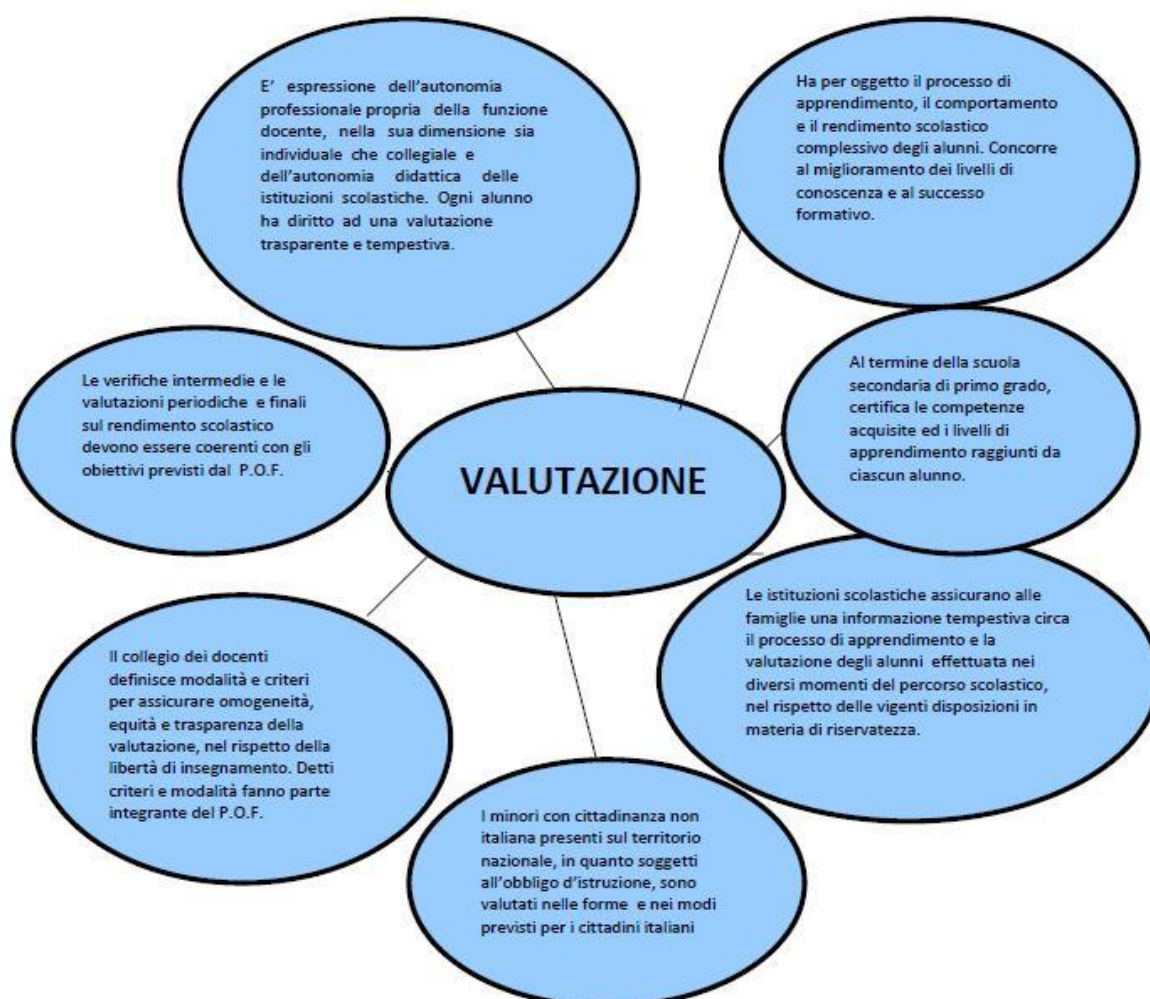 E' espressione dell'autonomia
professionale propria della funzione
docente, nella sua dimensione sia
individuale che collegiale e
dell'autonomia didattica delle
istituzioni scolastiche. Ogni alunno
ha diritto ad una valutazione
trasparente e tempestiva.
Ha per oggetto il processo di
apprendimento, il comportamento
e il rendimento scolastico
complessivo degli alunni. Concorre
al miglioramento dei livelli di
conoscenza e al successo
formativo.
Le verifiche intermedie e le
valutazioni periodiche e finali
sul rendimento scolastico
devono essere coerenti con gli
obiettivi previsti dal P.O.F.
VALUTAZIONE
Al termine della scuola
secondaria di primo grado,
certifica le competenze
acquisite ed i livelli di
apprendimento raggiunti da
ciascun alunno.
Il collegio dei docenti
definisce modalità e criteri
per assicurare omogeneità,
equità e trasparenza della
valutazione, nel rispetto della
libertà di insegnamento. Detti
criteri e modalità fanno parte
integrante del P.O.F.
Le istituzioni scolastiche assicurano alle
famiglie una informazione tempestiva circa
il processo di apprendimento e la
valutazione degli alunni effettuata nei
diversi momenti del percorso scolastico,
nel rispetto delle vigenti disposizioni in
materia di riservatezza.
I minori con cittadinanza non
italiana presenti sul territorio
nazionale, in quanto soggetti
all'obbligo d'istruzione, sono
valutati nelle forme e nei modi
previsti per i cittadini italiani